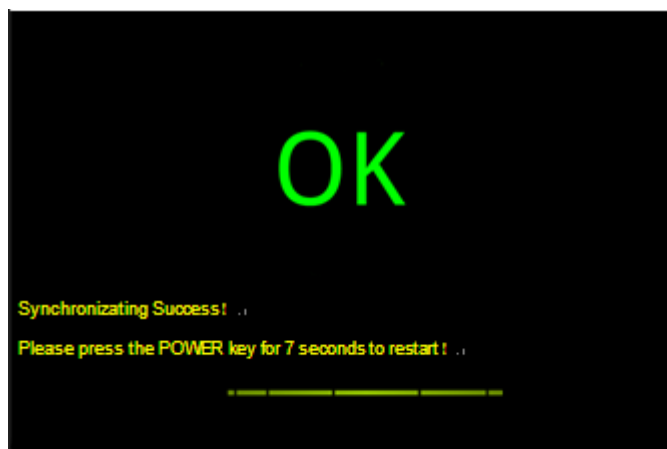 OK
Synchronizating Success!
Please press the POWER key for 7 seconds to restart!